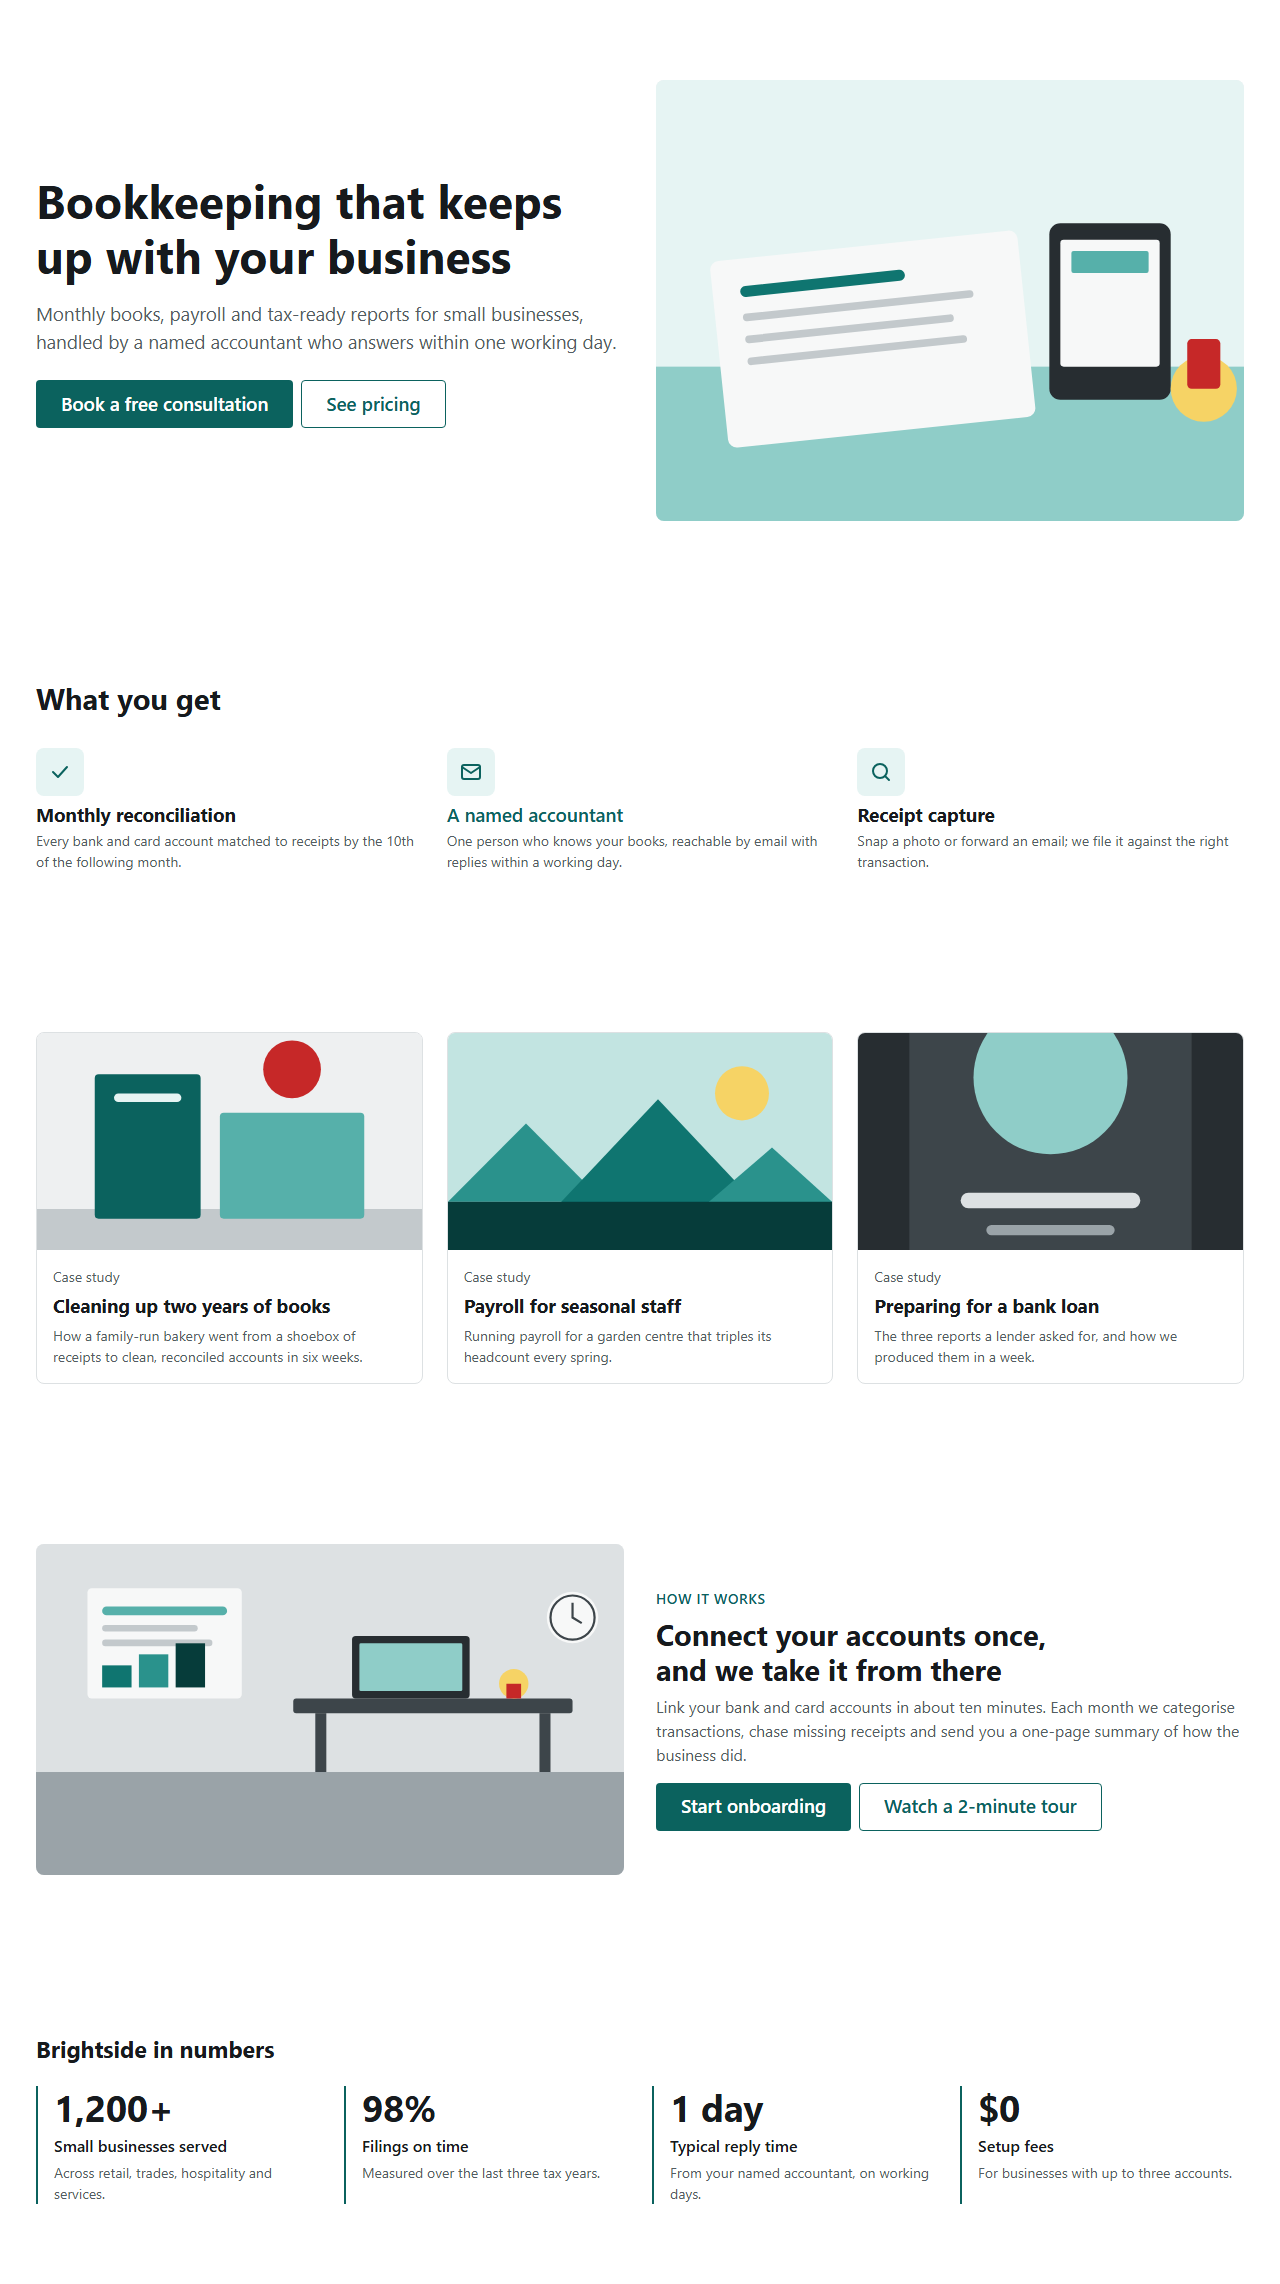 Bookkeeping that keeps
up with your business
Monthly books, payroll and tax-ready reports for small businesses,
handled by a named accountant who answers within one working day.
Book a free consultation
See pricing
What you get
Monthly reconciliation
Every bank and card account matched to receipts by the 10th
of the following month.
A named accountant
One person who knows your books, reachable by email with
replies within a working day.
Receipt capture
Snap a photo or forward an email; we file it against the right
transaction.
Case study
Cleaning up two years of books
How a family-run bakery went from a shoebox of
receipts to clean, reconciled accounts in six weeks.
Case study
Payroll for seasonal staff
Running payroll for a garden centre that triples its
headcount every spring.
Case study
Preparing for a bank loan
The three reports a lender asked for, and how we
produced them in a week.
HOW IT WORKS
Connect your accounts once,
and we take it from there
Link your bank and card accounts in about ten minutes. Each month we categorise
transactions, chase missing receipts and send you a one-page summary of how the
business did.
Start onboarding
Watch a 2-minute tour
Brightside in numbers
1,200+
Small businesses served
Across retail, trades, hospitality and
services.
98%
Filings on time
Measured over the last three tax years.
1 day
Typical reply time
From your named accountant, on working
days.
$0
Setup fees
For businesses with up to three accounts.